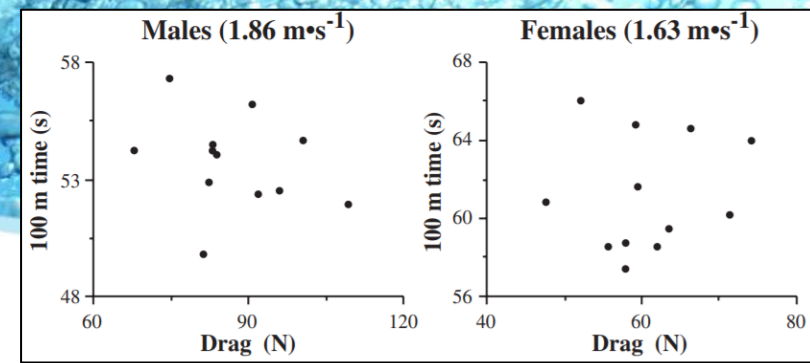 Males (1.86 m•s⁻¹)
100 m time (s)
58
53
48
60
90
120
Drag (N)
Females (1.63 m•s⁻¹)
100 m time (s)
68
64
60
56
40
60
80
Drag (N)